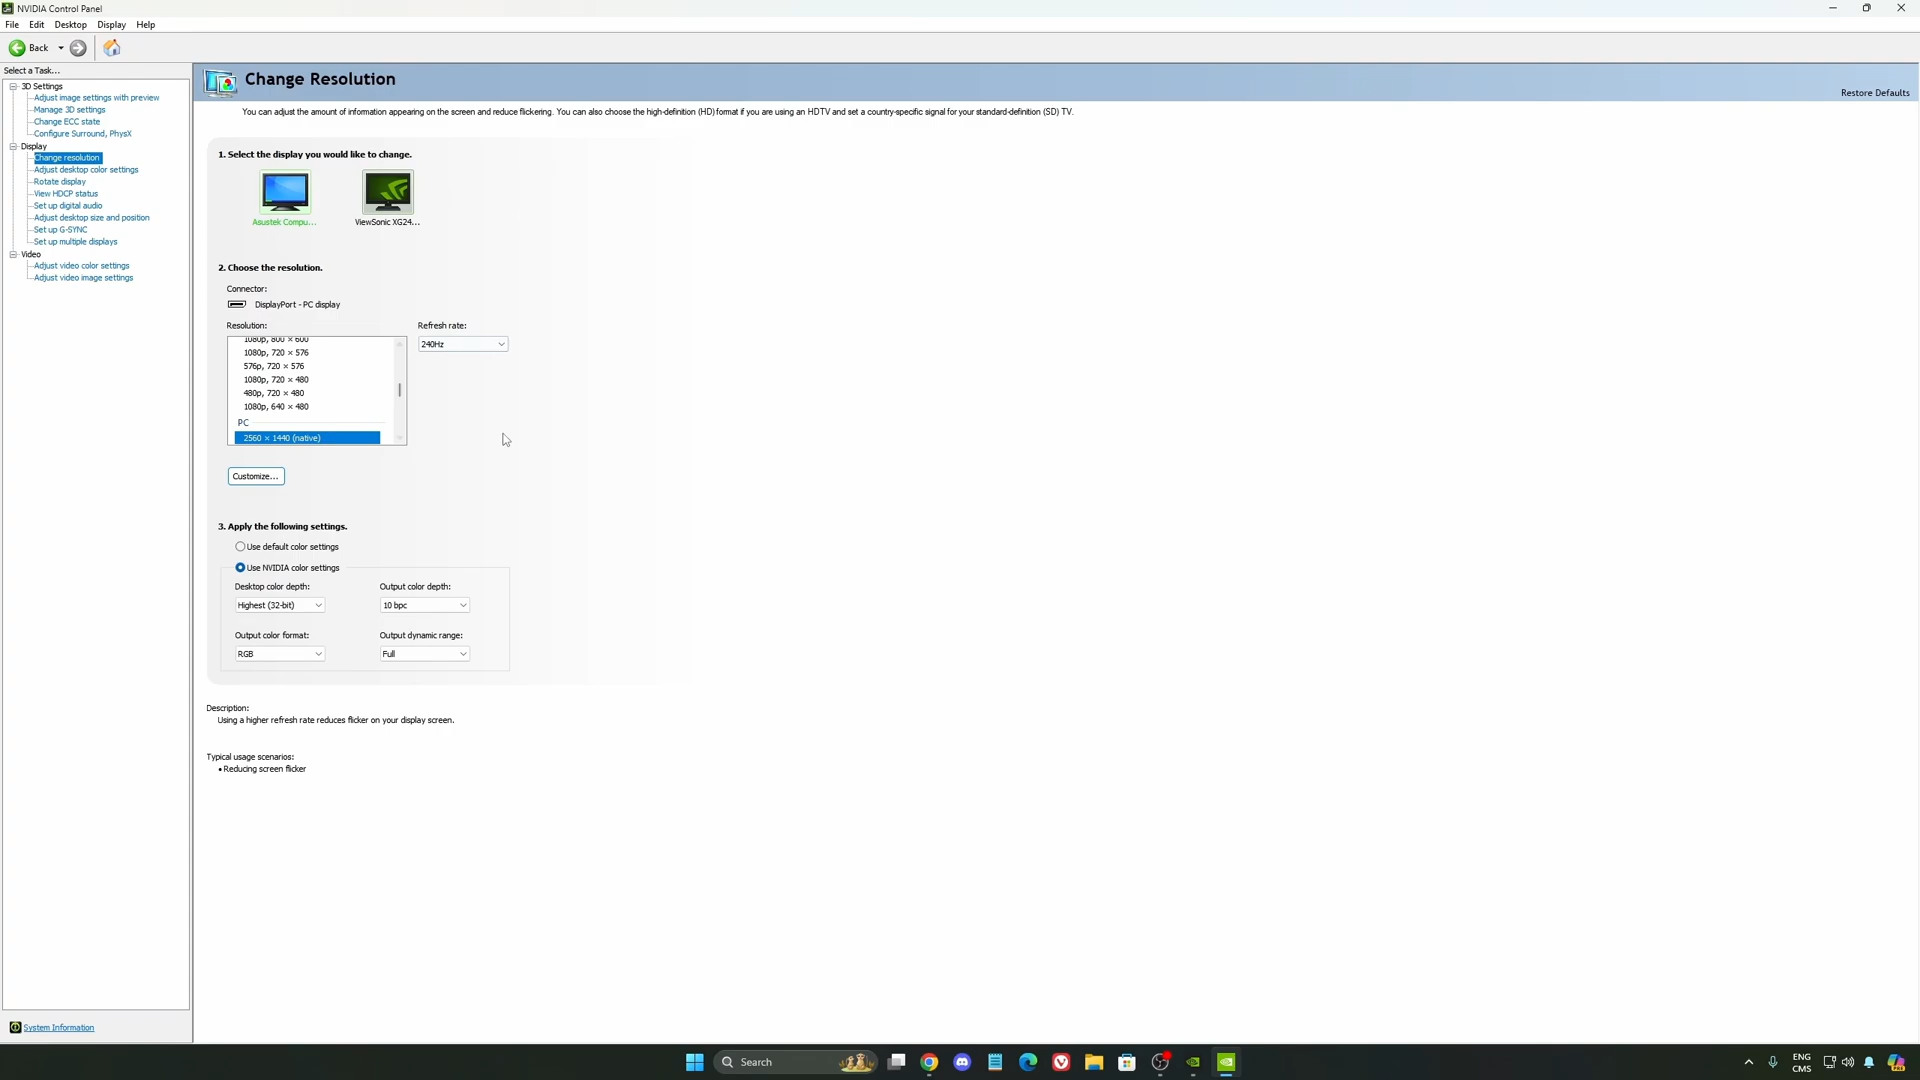 NVIDIA Control Panel
File Edit Desktop Display Help
Back
Select a Task...
3D Settings
Adjust image settings with preview
Manage 3D settings
Change ECC state
Configure Surround, PhysX
Display
Change resolution
Adjust desktop color settings
Rotate display
View HDCP status
Set up digital audio
Adjust desktop size and position
Set up G-SYNC
Set up multiple displays
Video
Adjust video color settings
Adjust video image settings
System Information
Change Resolution
Restore Defaults
You can adjust the amount of information appearing on the screen and reduce flickering. You can also choose the high-definition (HD) format if you are using an HDTV and set a country-specific signal for your standard-definition (SD) TV.
1. Select the display you would like to change.
Asustek Compu... ViewSonic XG24...
2. Choose the resolution.
Connector:
DisplayPort - PC display
Resolution: Refresh rate:
240Hz
1080p, 800 × 600
1080p, 720 × 576
576p, 720 × 576
1080p, 720 × 480
480p, 720 × 480
1080p, 640 × 480
PC
2560 × 1440 (native)
Customize...
3. Apply the following settings.
Use default color settings
Use NVIDIA color settings
Desktop color depth: Output color depth:
Highest (32-bit) 10 bpc
Output color format: Output dynamic range:
RGB Full
Description:
Using a higher refresh rate reduces flicker on your display screen.
Typical usage scenarios:
• Reducing screen flicker
Search
ENG
CMS